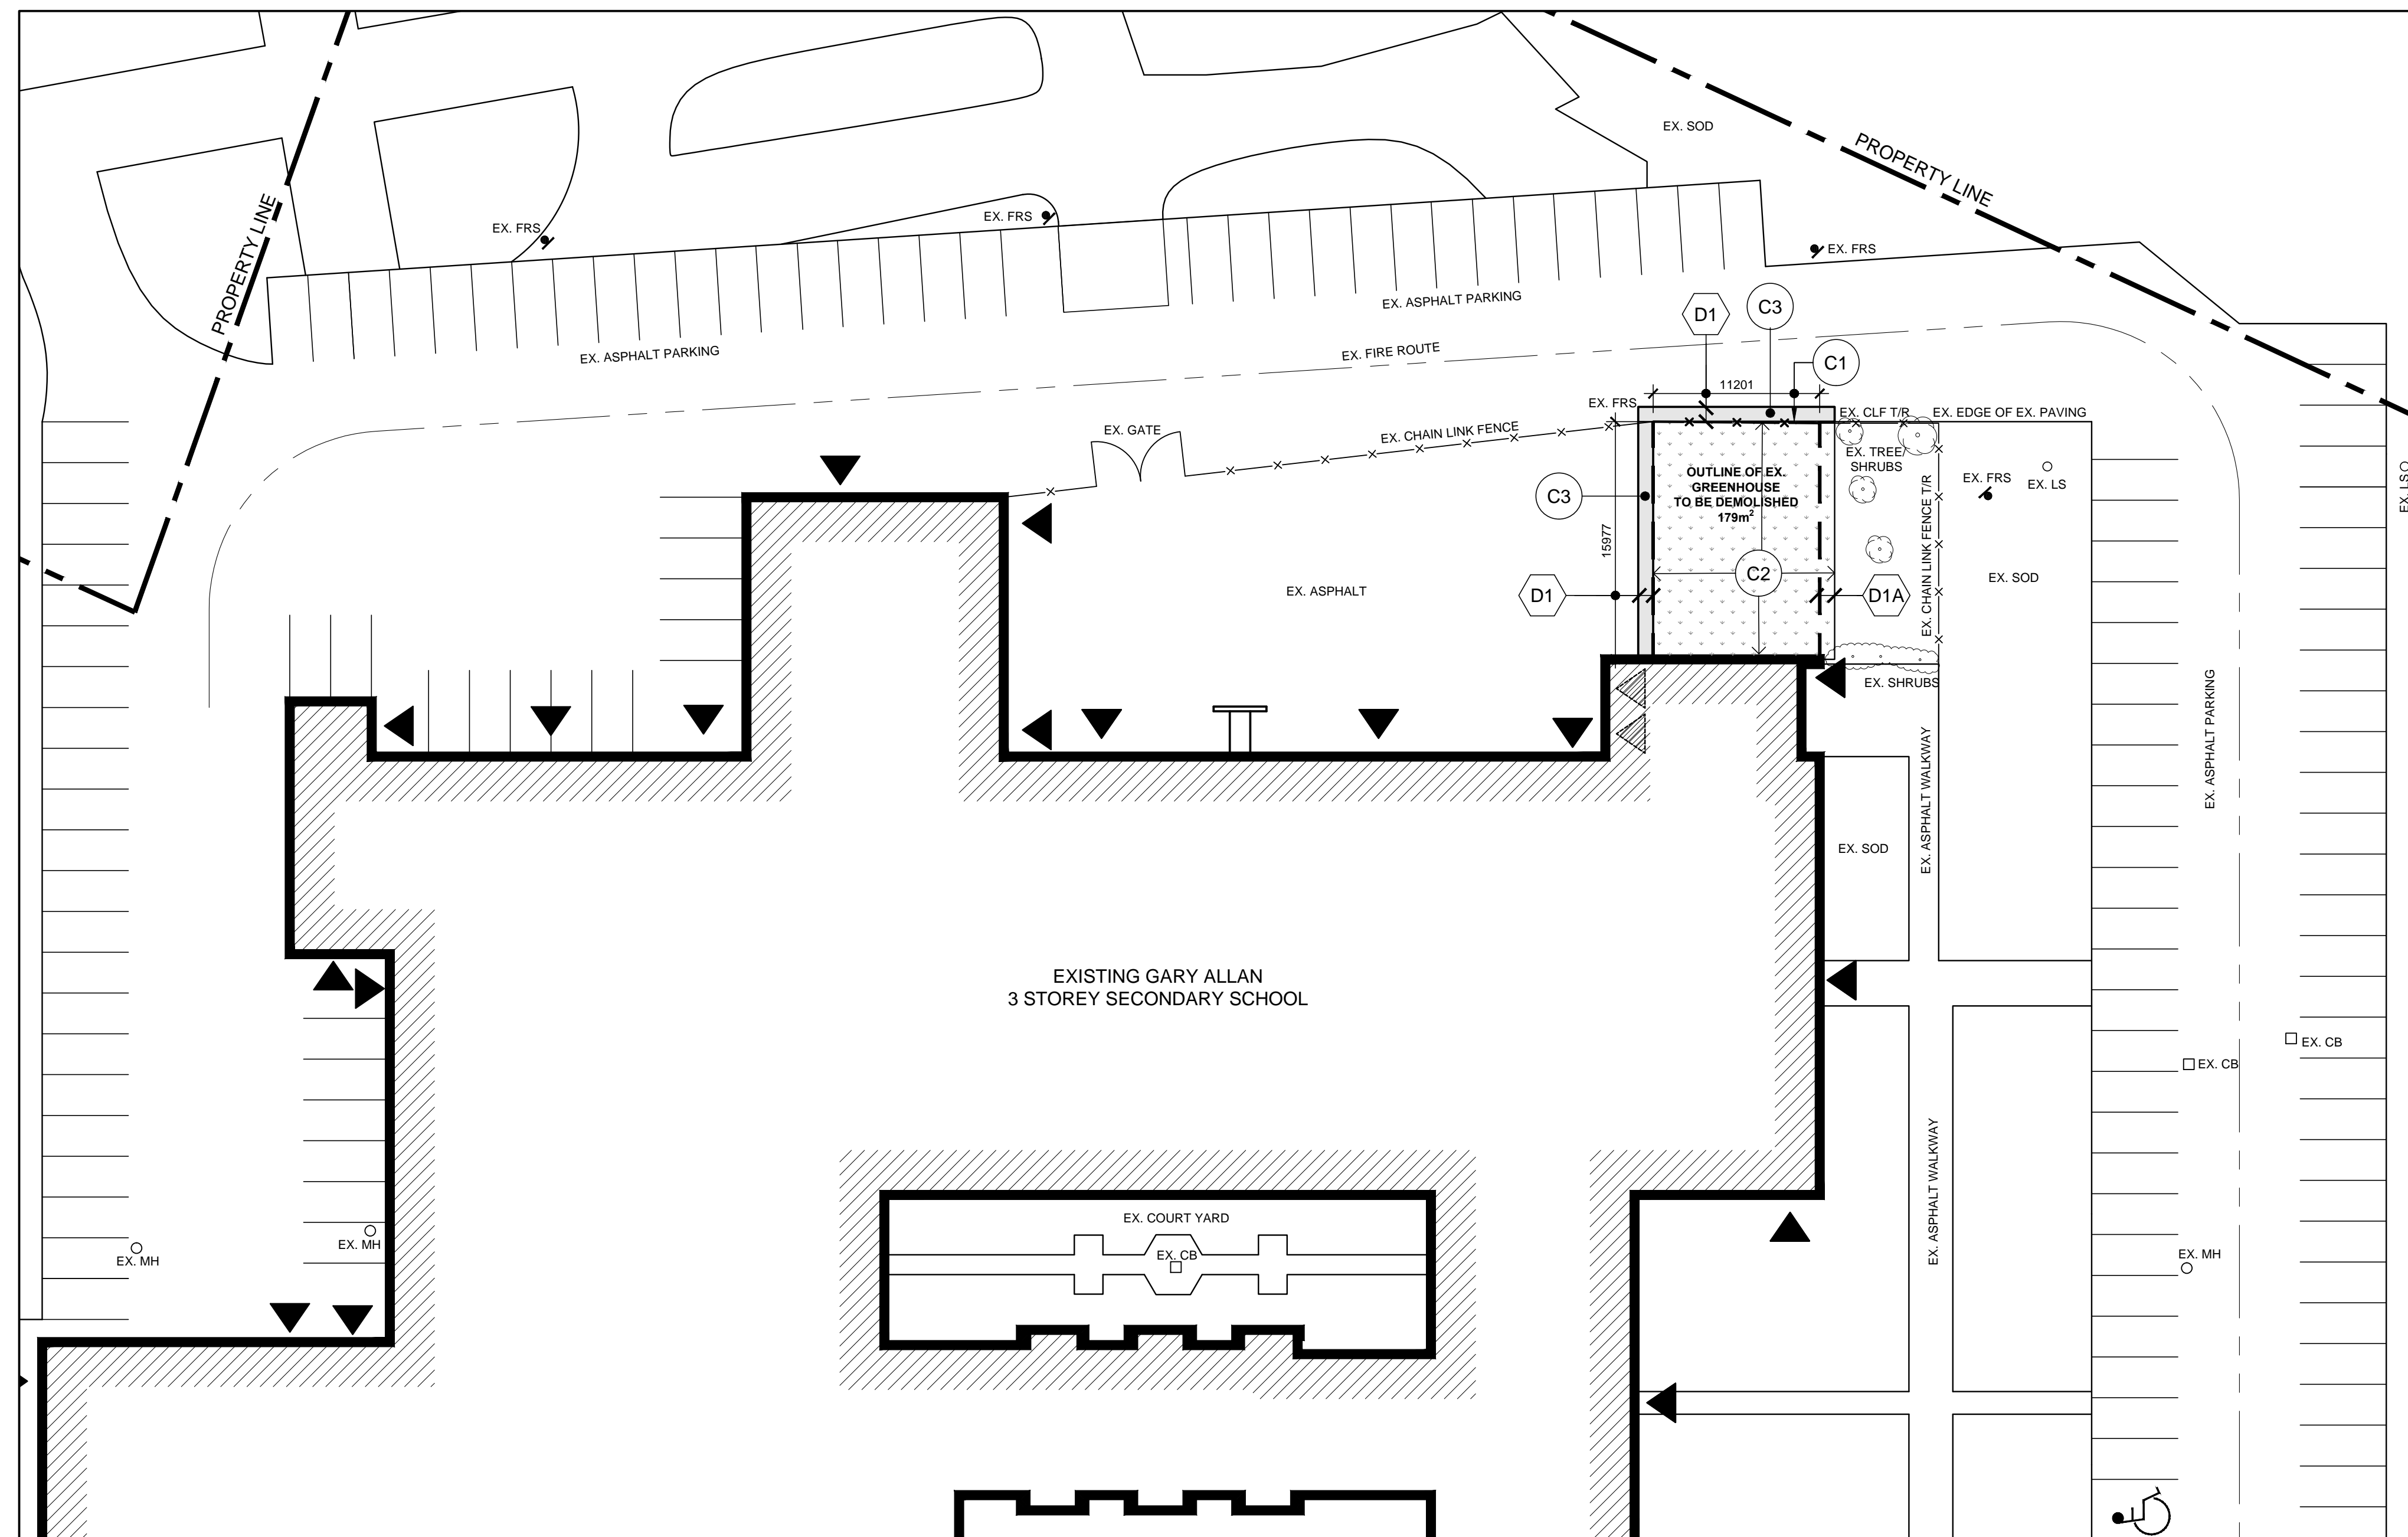 EX. SOD
PROPERTY LINE
PROPERTY LINE
EX. FRS
EX. FRS
EX. FRS
EX. ASPHALT PARKING
EX. ASPHALT PARKING
EX. FIRE ROUTE
D1
C3
C1
11201
EX. FRS
EX. CLF T/R
EX. EDGE OF EX. PAVING
EX. GATE
EX. CHAIN LINK FENCE
EX. TREE/
SHRUBS
OUTLINE OF EX.
GREENHOUSE
TO BE DEMOLISHED
179m²
C3
EX. FRS
EX. LS
EX. LS
15977
EX. CHAIN LINK FENCE T/R
C2
EX. SOD
EX. ASPHALT
D1
D1A
EX. SHRUBS
EX. ASPHALT WALKWAY
EX. ASPHALT PARKING
EX. SOD
EXISTING GARY ALLAN
3 STOREY SECONDARY SCHOOL
EX. CB
EX. CB
EX. ASPHALT WALKWAY
EX. COURT YARD
EX. CB
EX. MH
EX. MH
EX. MH